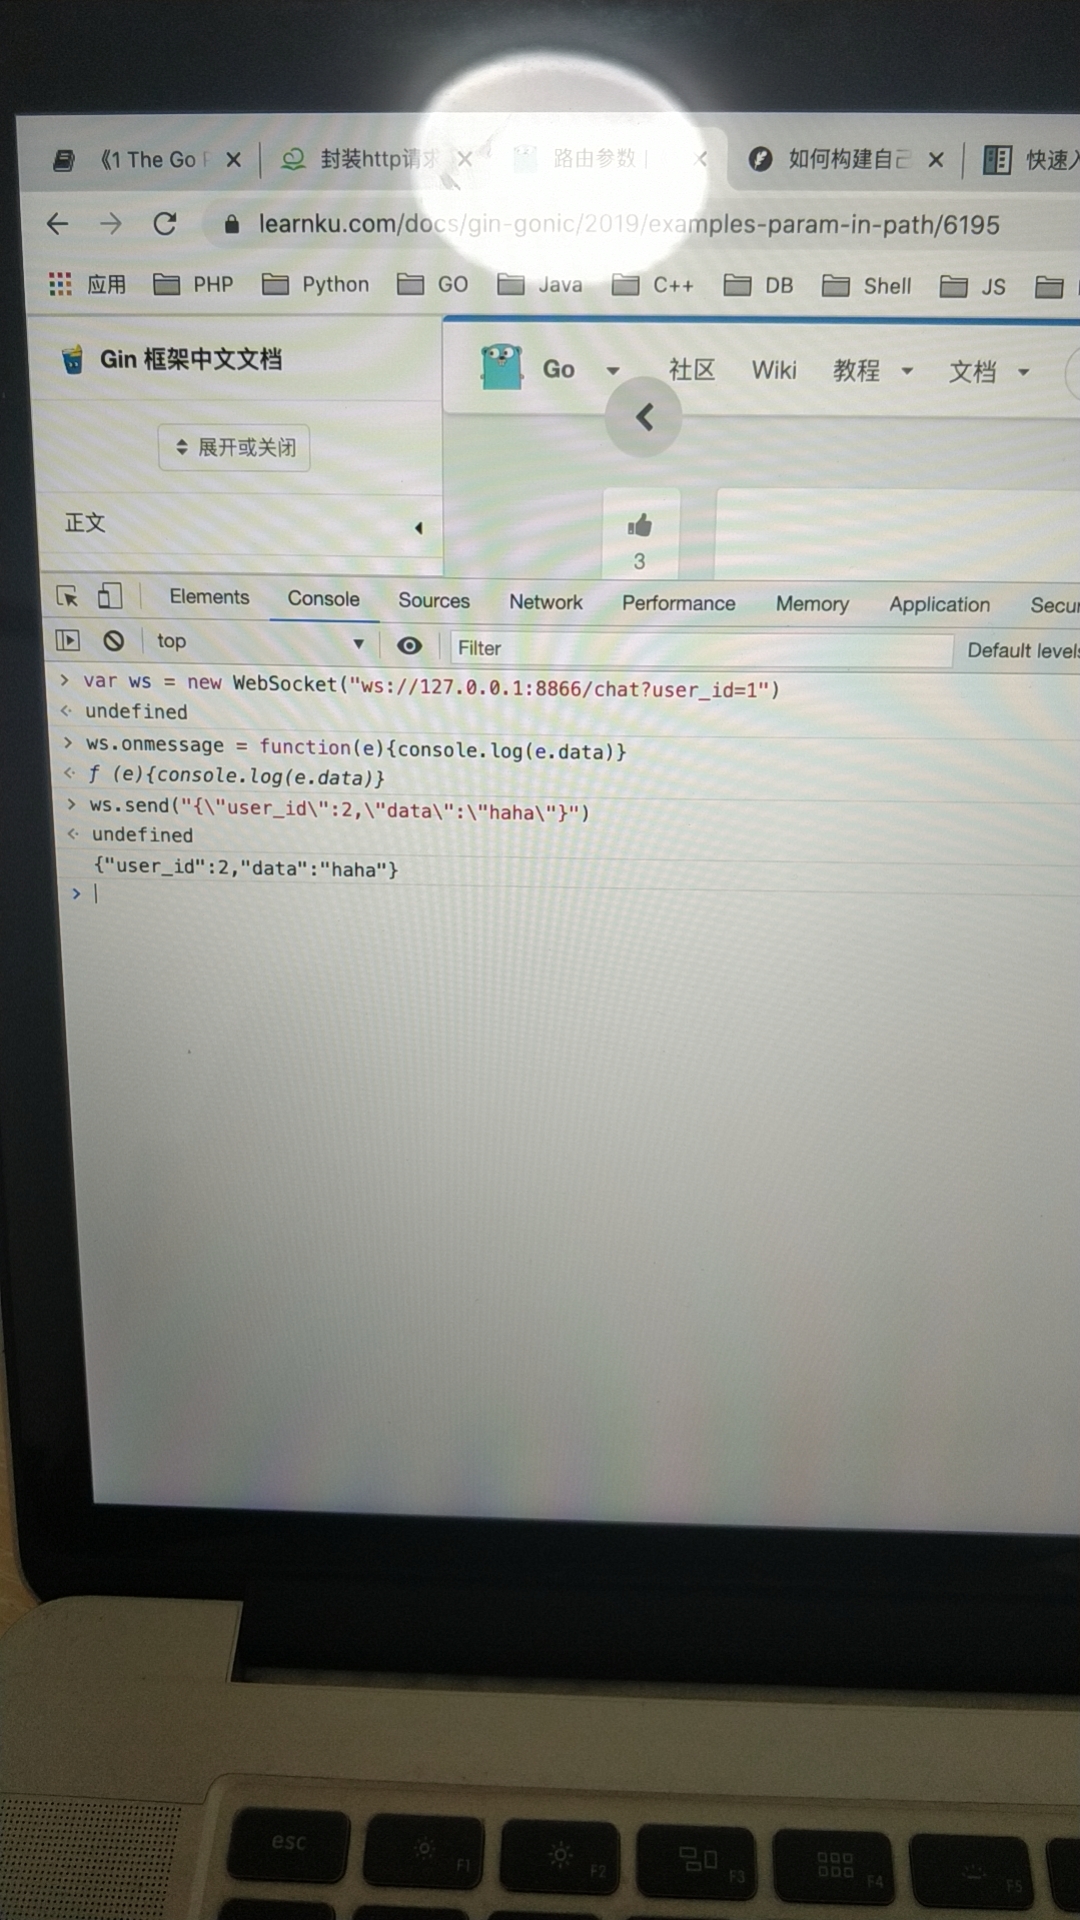 《1 The Go
封装http请求
路由参数 |
如何构建自己
快速入
learnku.com/docs/gin-gonic/2019/examples-param-in-path/6195
应用 PHP Python GO Java C++ DB Shell JS
Gin 框架中文文档
Go 社区 Wiki 教程 文档
展开或关闭
正文
3
Elements Console Sources Network Performance Memory Application Secur
top Filter Default levels
> var ws = new WebSocket("ws://127.0.0.1:8866/chat?user_id=1")
undefined
> ws.onmessage = function(e){console.log(e.data)}
ƒ (e){console.log(e.data)}
> ws.send("{\"user_id\":2,\"data\":\"haha\"}")
undefined
{"user_id":2,"data":"haha"}
>
esc F1 F2 F3 F4 F5